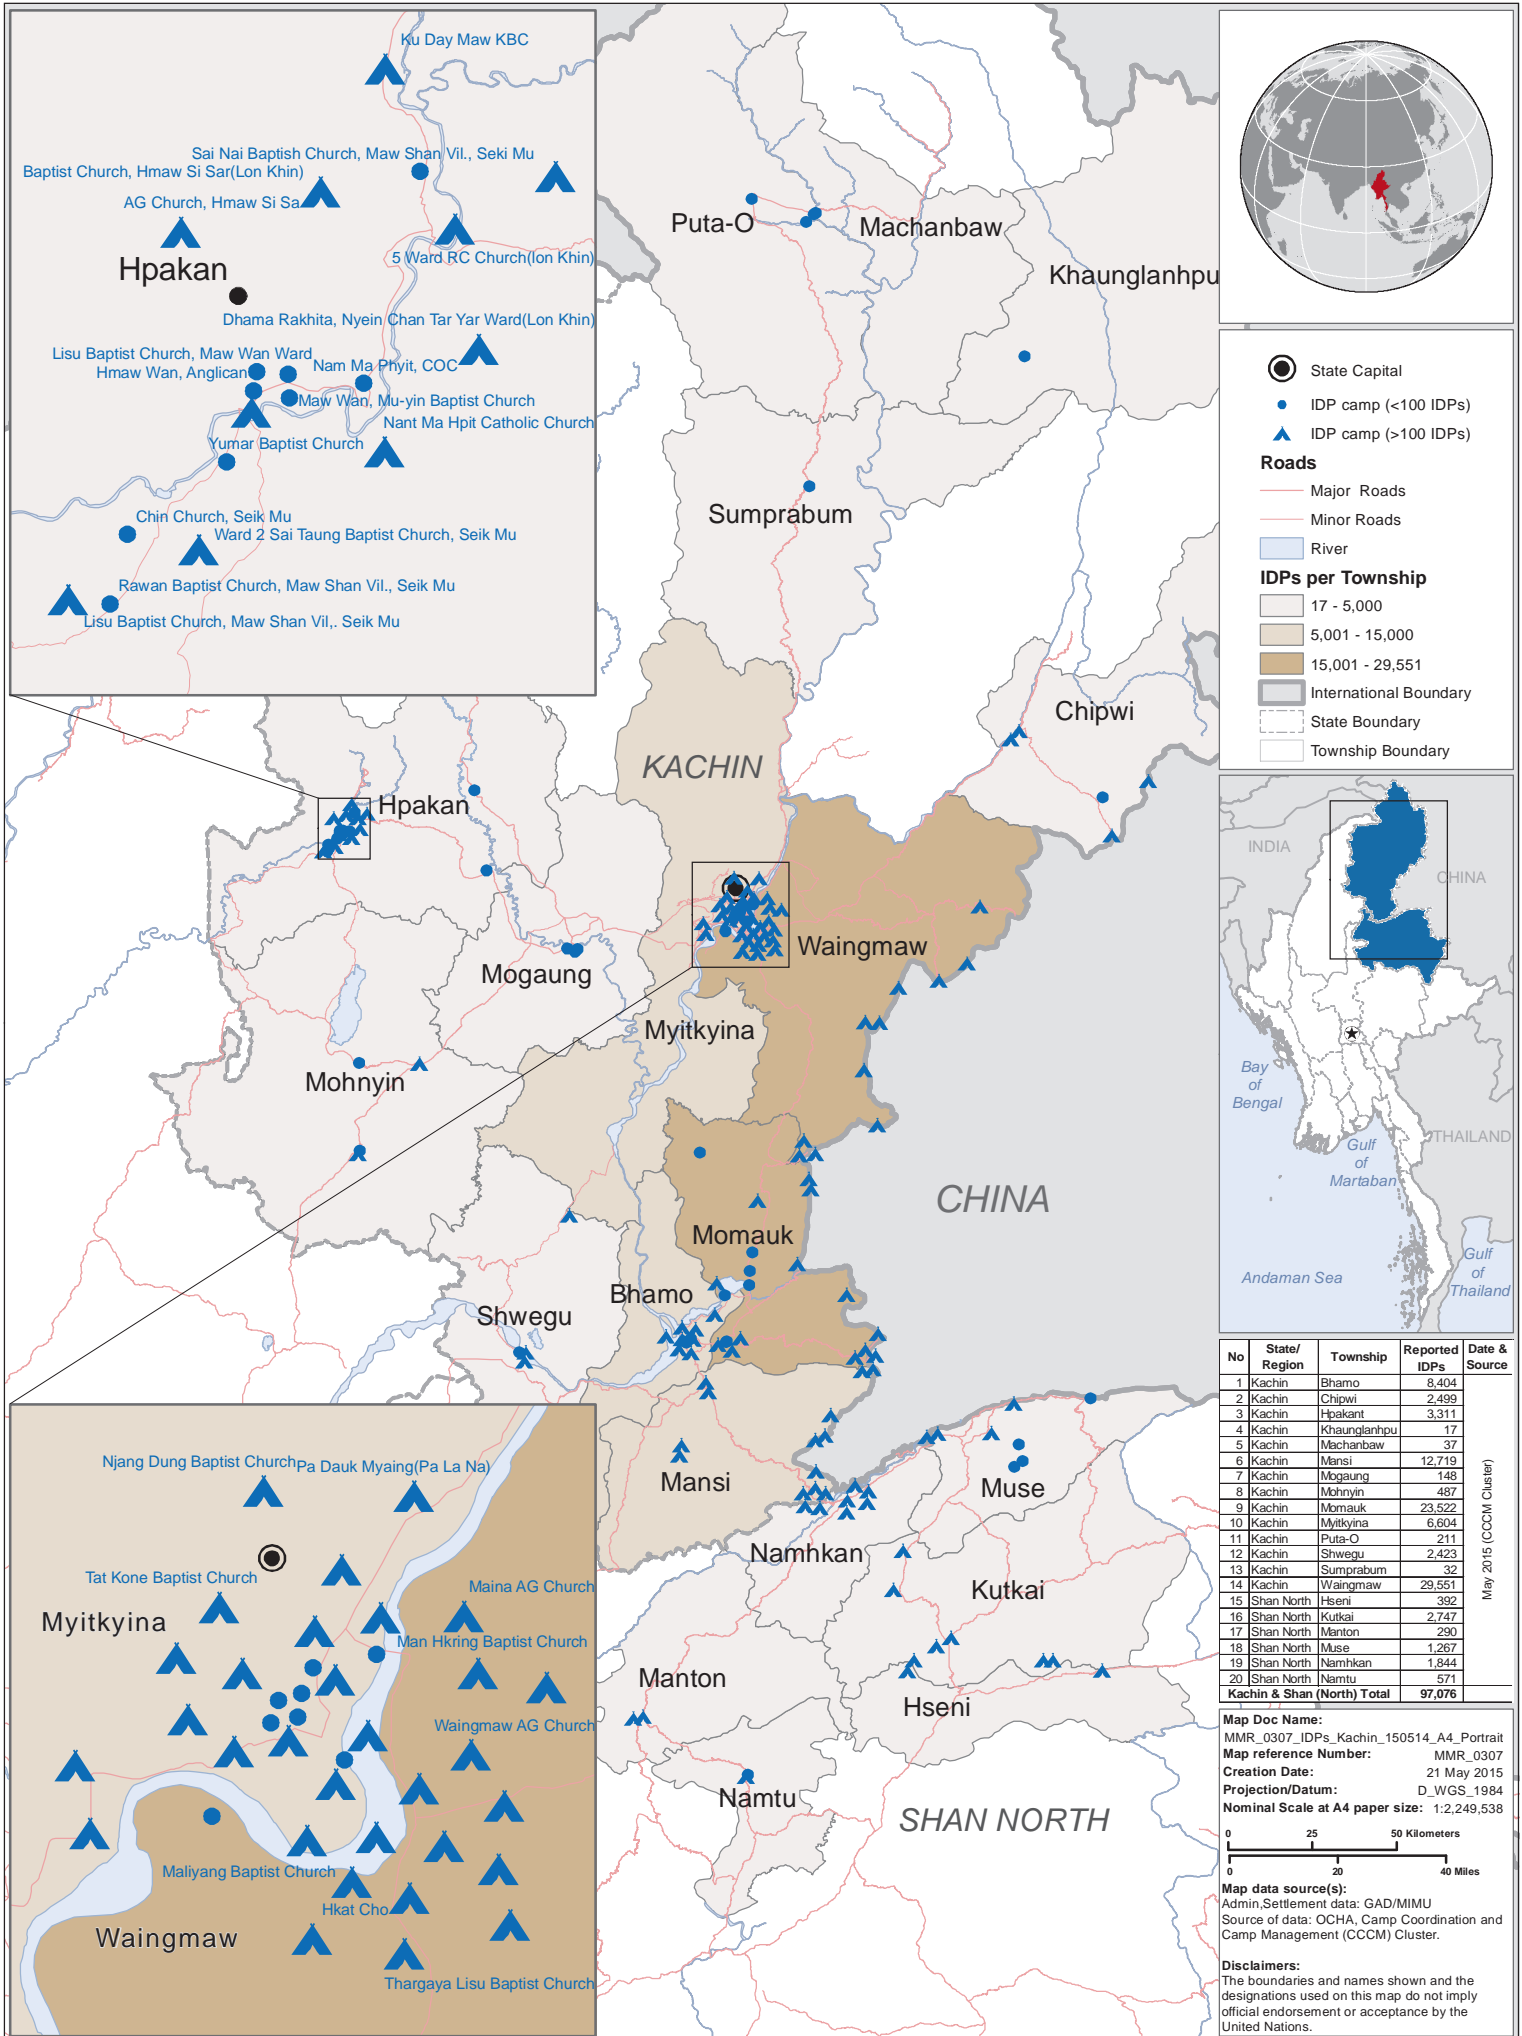 Ku Day Maw KBC
Sai Nai Baptish Church, Maw Shan Vil., Seki Mu
Baptist Church, Hmaw Si Sar(Lon Khin)
AG Church, Hmaw Si Sa
5 Ward RC Church(lon Khin)
Hpakan
Dhama Rakhita, Nyein Chan Tar Yar Ward(Lon Khin)
Lisu Baptist Church, Maw Wan Ward
Nam Ma Phyit, COC
Hmaw Wan, Anglican
Maw Wan, Mu-yin Baptist Church
Nant Ma Hpit Catholic Church
Yumar Baptist Church
Chin Church, Seik Mu
Ward 2 Sai Taung Baptist Church, Seik Mu
Rawan Baptist Church, Maw Shan Vil., Seik Mu
Lisu Baptist Church, Maw Shan Vil,. Seik Mu
Puta-O
Machanbaw
Khaunglanhpu
Sumprabum
Chipwi
KACHIN
Hpakan
Waingmaw
Mogaung
Myitkyina
Mohnyin
CHINA
Momauk
Bhamo
Shwegu
Mansi
Muse
Namhkan
Kutkai
Manton
Hseni
Namtu
SHAN NORTH
Njang Dung Baptist Church
Pa Dauk Myaing(Pa La Na)
Tat Kone Baptist Church
Maina AG Church
Myitkyina
Man Hkring Baptist Church
Waingmaw AG Church
Maliyang Baptist Church
Hkat Cho
Waingmaw
Thargaya Lisu Baptist Church
State Capital
IDP camp (<100 IDPs)
IDP camp (>100 IDPs)
Roads
Major Roads
Minor Roads
River
IDPs per Township
17 - 5,000
5,001 - 15,000
15,001 - 29,551
International Boundary
State Boundary
Township Boundary
INDIA
CHINA
Bay
of
Bengal
THAILAND
Gulf
of
Martaban
Gulf
of
Thailand
Andaman Sea
No State/ Region Township Reported IDPs Date & Source
1 Kachin Bhamo 8,404
2 Kachin Chipwi 2,499
3 Kachin Hpakant 3,311
4 Kachin Khaunglanhpu 17
5 Kachin Machanbaw 37
6 Kachin Mansi 12,719
7 Kachin Mogaung 148
8 Kachin Mohnyin 487
9 Kachin Momauk 23,522
10 Kachin Myitkyina 6,604
11 Kachin Puta-O 211
12 Kachin Shwegu 2,423
13 Kachin Sumprabum 32
14 Kachin Waingmaw 29,551
15 Shan North Hseni 392
16 Shan North Kutkai 2,747
17 Shan North Manton 290
18 Shan North Muse 1,267
19 Shan North Namhkan 1,844
20 Shan North Namtu 571
Kachin & Shan (North) Total 97,076
May 2015 (CCCM Cluster)
Map Doc Name:
MMR_0307_IDPs_Kachin_150514_A4_Portrait
Map reference Number: MMR_0307
Creation Date: 21 May 2015
Projection/Datum: D_WGS_1984
Nominal Scale at A4 paper size: 1:2,249,538
0 25 50 Kilometers
0 20 40 Miles
Map data source(s):
Admin,Settlement data: GAD/MIMU
Source of data: OCHA, Camp Coordination and
Camp Management (CCCM) Cluster.
Disclaimers:
The boundaries and names shown and the
designations used on this map do not imply
official endorsement or acceptance by the
United Nations.